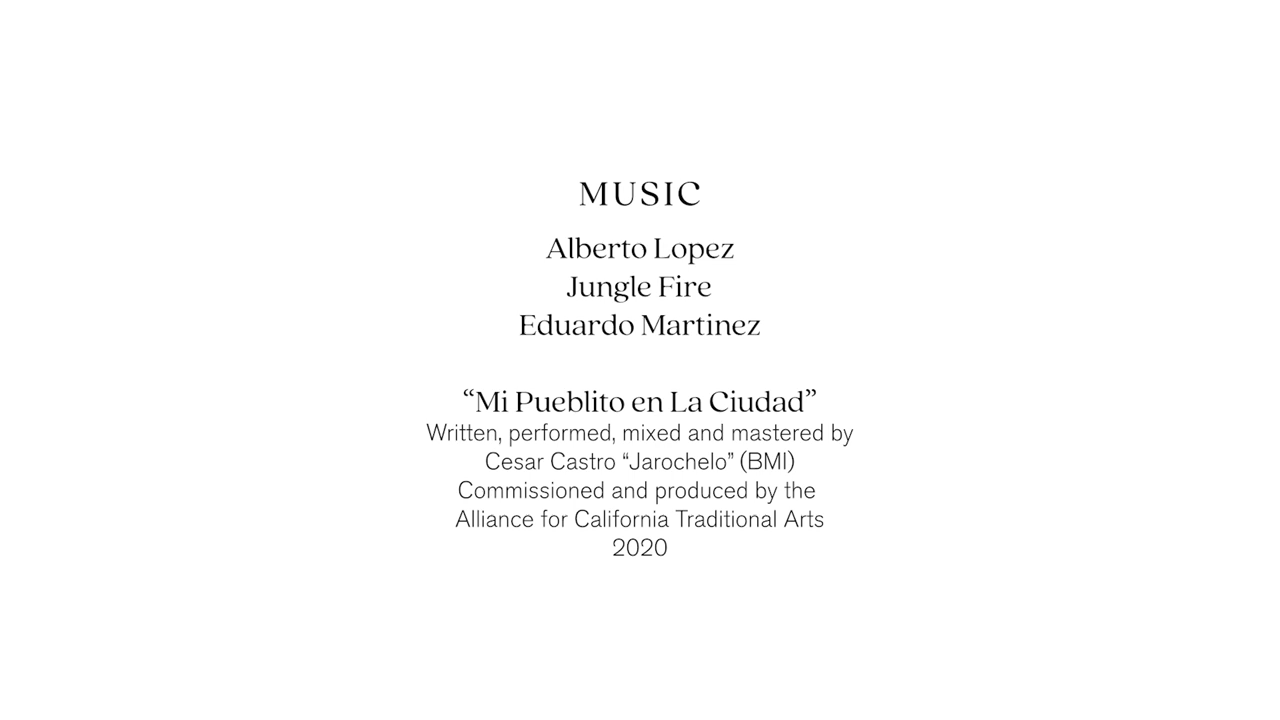 MUSIC
Alberto Lopez
Jungle Fire
Eduardo Martinez
“Mi Pueblito en La Ciudad”
Written, performed, mixed and mastered by
Cesar Castro “Jarochelo” (BMI)
Commissioned and produced by the
Alliance for California Traditional Arts
2020